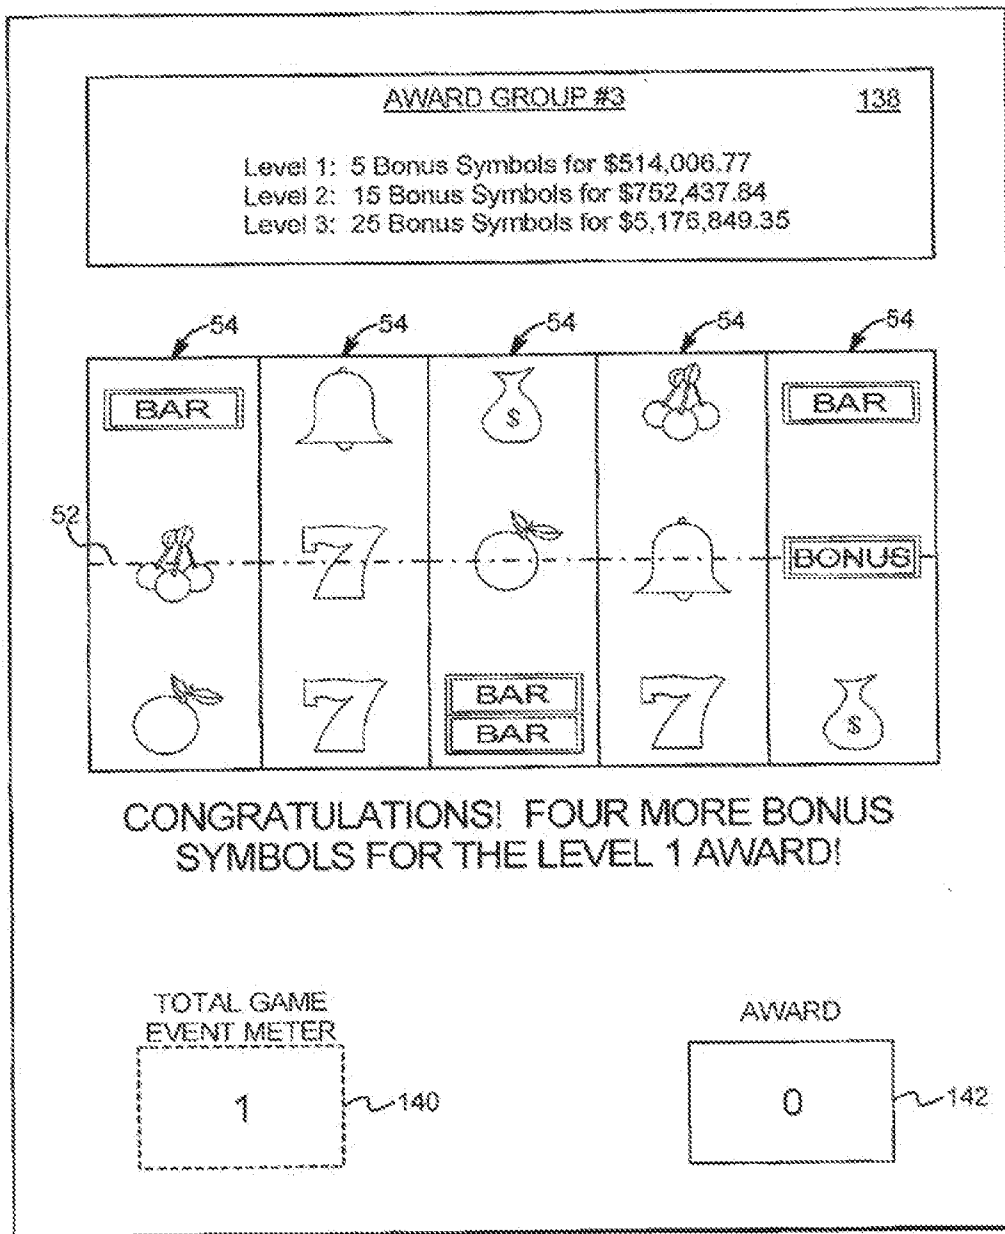 AWARD GROUP #3 138
Level 1: 5 Bonus Symbols for $514,006.77
Level 2: 15 Bonus Symbols for $752,437.84
Level 3: 25 Bonus Symbols for $5,176,849.35
54 54 54 54 54
BAR $ BAR
52
7 BONUS
7 BAR 7 $
BAR
CONGRATULATIONS! FOUR MORE BONUS
SYMBOLS FOR THE LEVEL 1 AWARD!
TOTAL GAME
EVENT METER
AWARD
1 140 0 142